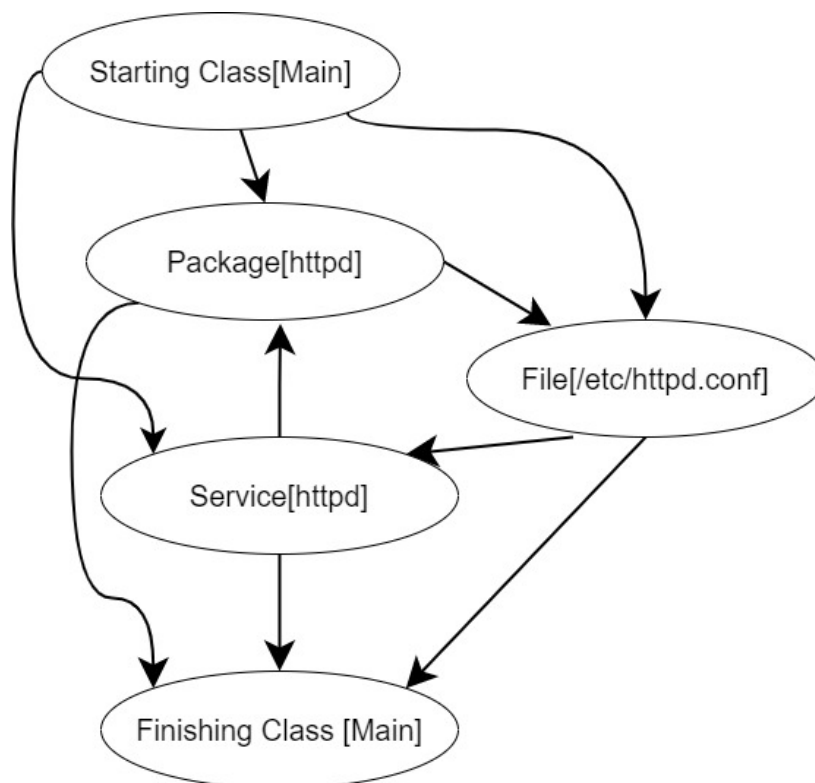 Starting Class[Main]
Package[httpd]
File[/etc/httpd.conf]
Service[httpd]
Finishing Class [Main]